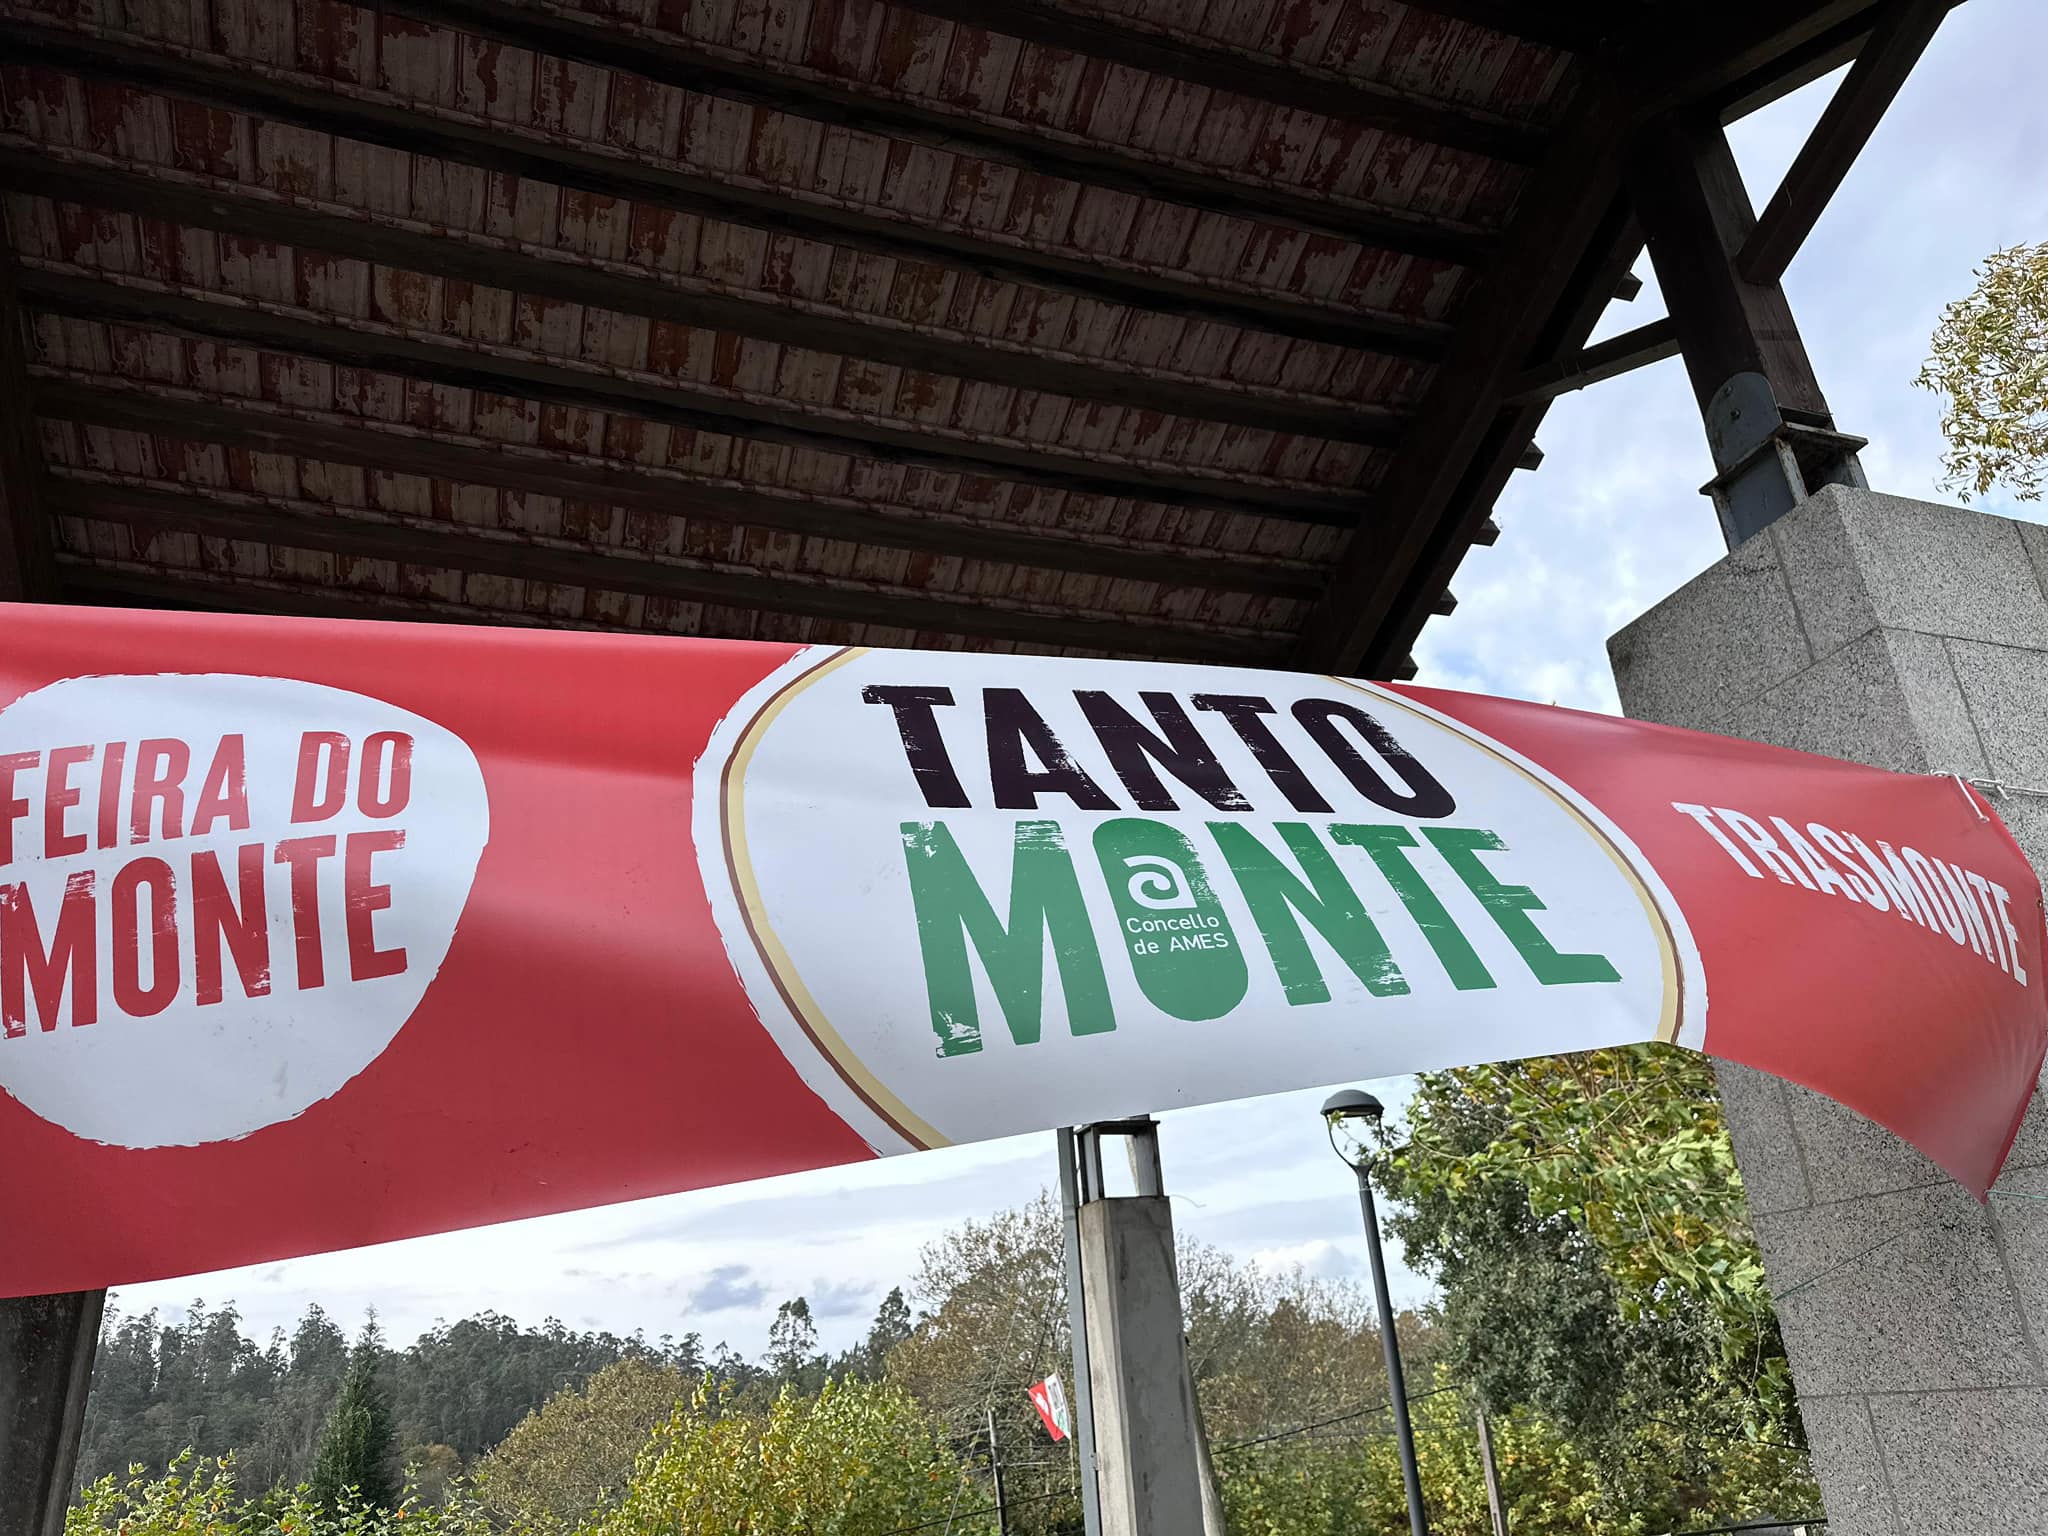 FEIRA DO
MONTE
TANTO
MONTE
Concello
de AMES
TRASMONTE